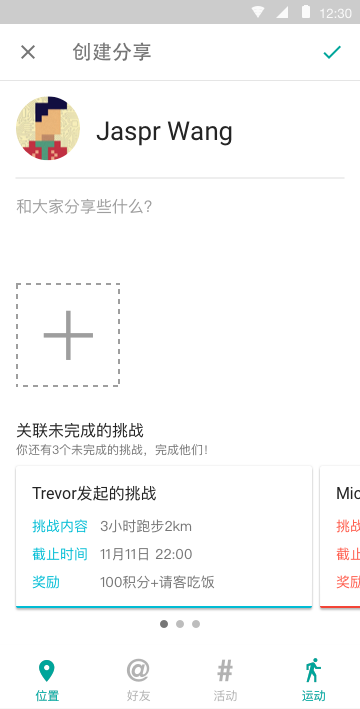 12:30
创建分享
Jaspr Wang
和大家分享些什么?
关联未完成的挑战
你还有3个未完成的挑战，完成他们！
Trevor发起的挑战
挑战内容 3小时跑步2km
截止时间 11月11日 22:00
奖励 100积分+请客吃饭
Mic
挑战
截止
奖励
@ #
位置 好友 活动 运动